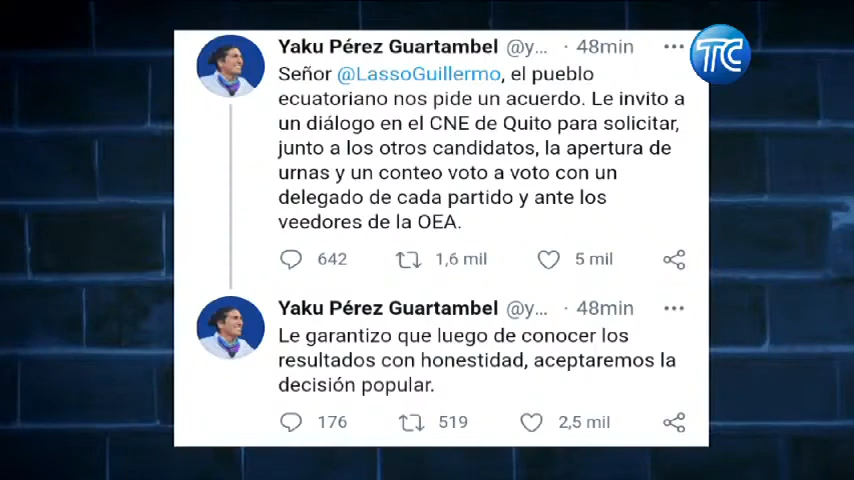 Yaku Pérez Guartambel @y... · 48min
TC
Señor @LassoGuillermo, el pueblo
ecuatoriano nos pide un acuerdo. Le invito a
un diálogo en el CNE de Quito para solicitar,
junto a los otros candidatos, la apertura de
urnas y un conteo voto a voto con un
delegado de cada partido y ante los
veedores de la OEA.
642 1,6 mil 5 mil
Yaku Pérez Guartambel @y... · 48min
Le garantizo que luego de conocer los
resultados con honestidad, aceptaremos la
decisión popular.
176 519 2,5 mil